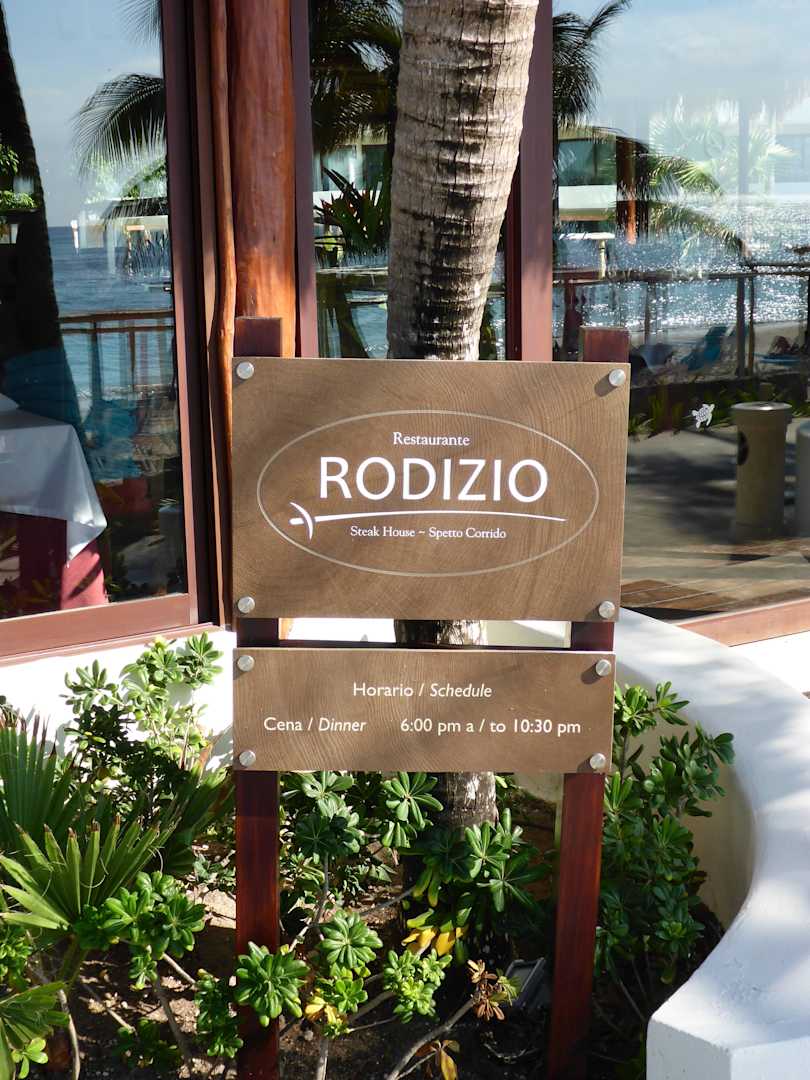 Restaurante
RODIZIO
Steak House ~ Spetto Corrido
Horario / Schedule
Cena / Dinner 6:00 pm a / to 10:30 pm